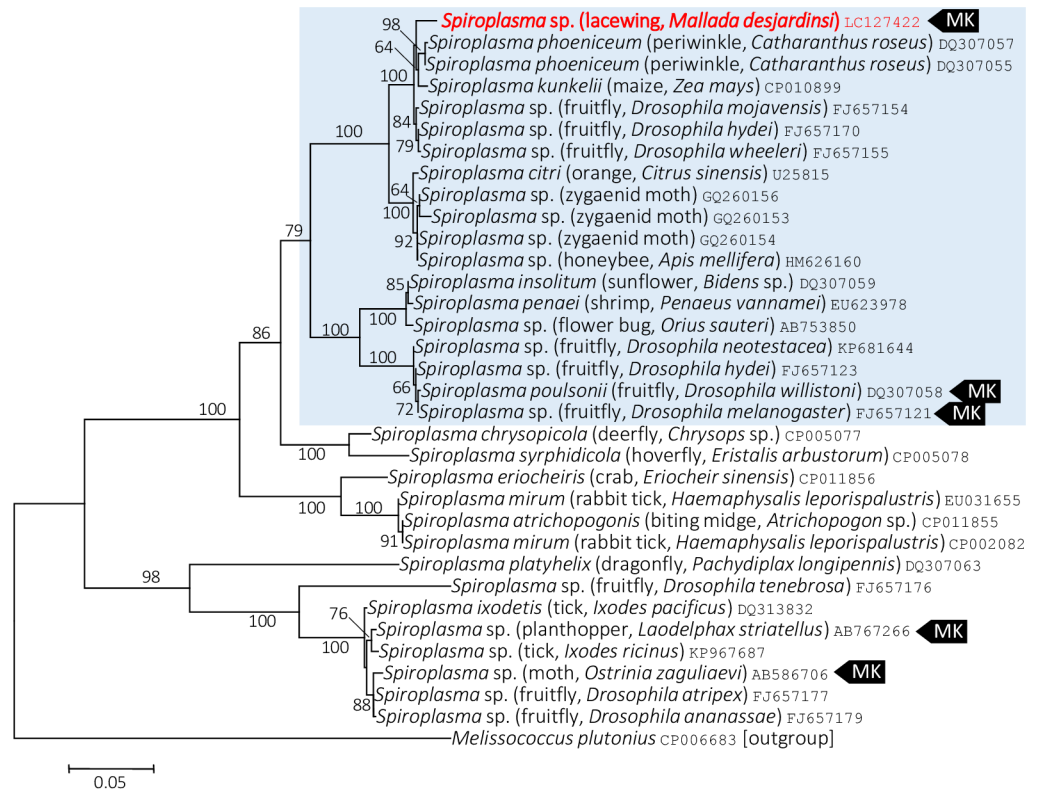 98 Spiroplasma sp. (lacewing, Mallada desjardinsi) LC127422 MK
Spiroplasma phoeniceum (periwinkle, Catharanthus roseus) DQ307057
64 Spiroplasma phoeniceum (periwinkle, Catharanthus roseus) DQ307055
100 Spiroplasma kunkelii (maize, Zea mays) CP010899
Spiroplasma sp. (fruitfly, Drosophila mojavensis) FJ657154
84
100 Spiroplasma sp. (fruitfly, Drosophila hydei) FJ657170
79 Spiroplasma sp. (fruitfly, Drosophila wheeleri) FJ657155
Spiroplasma citri (orange, Citrus sinensis) U25815
64 Spiroplasma sp. (zygaenid moth) GQ260156
100 Spiroplasma sp. (zygaenid moth) GQ260153
79 92 Spiroplasma sp. (zygaenid moth) GQ260154
Spiroplasma sp. (honeybee, Apis mellifera) HM626160
85 Spiroplasma insolitum (sunflower, Bidens sp.) DQ307059
Spiroplasma penaei (shrimp, Penaeus vannamei) EU623978
100 Spiroplasma sp. (flower bug, Orius sauteri) AB753850
86 100
Spiroplasma sp. (fruitfly, Drosophila neotestacea) KP681644
100 Spiroplasma sp. (fruitfly, Drosophila hydei) FJ657123
66 Spiroplasma poulsonii (fruitfly, Drosophila willistoni) DQ307058 MK
100 72 Spiroplasma sp. (fruitfly, Drosophila melanogaster) FJ657121 MK
Spiroplasma chrysopicola (deerfly, Chrysops sp.) CP005077
100 Spiroplasma syrphidicola (hoverfly, Eristalis arbustorum) CP005078
Spiroplasma eriocheiris (crab, Eriocheir sinensis) CP011856
Spiroplasma mirum (rabbit tick, Haemaphysalis leporispalustris) EU031655
100 100
Spiroplasma atrichopogonis (biting midge, Atrichopogon sp.) CP011855
91 Spiroplasma mirum (rabbit tick, Haemaphysalis leporispalustris) CP002082
Spiroplasma platyhelix (dragonfly, Pachydiplax longipennis) DQ307063
98 Spiroplasma sp. (fruitfly, Drosophila tenebrosa) FJ657176
76 Spiroplasma ixodetis (tick, Ixodes pacificus) DQ313832
100 Spiroplasma sp. (planthopper, Laodelphax striatellus) AB767266 MK
100 Spiroplasma sp. (tick, Ixodes ricinus) KP967687
Spiroplasma sp. (moth, Ostrinia zaguliaevi) AB586706 MK
Spiroplasma sp. (fruitfly, Drosophila atripex) FJ657177
88 Spiroplasma sp. (fruitfly, Drosophila ananassae) FJ657179
Melissococcus plutonius CP006683 [outgroup]
0.05